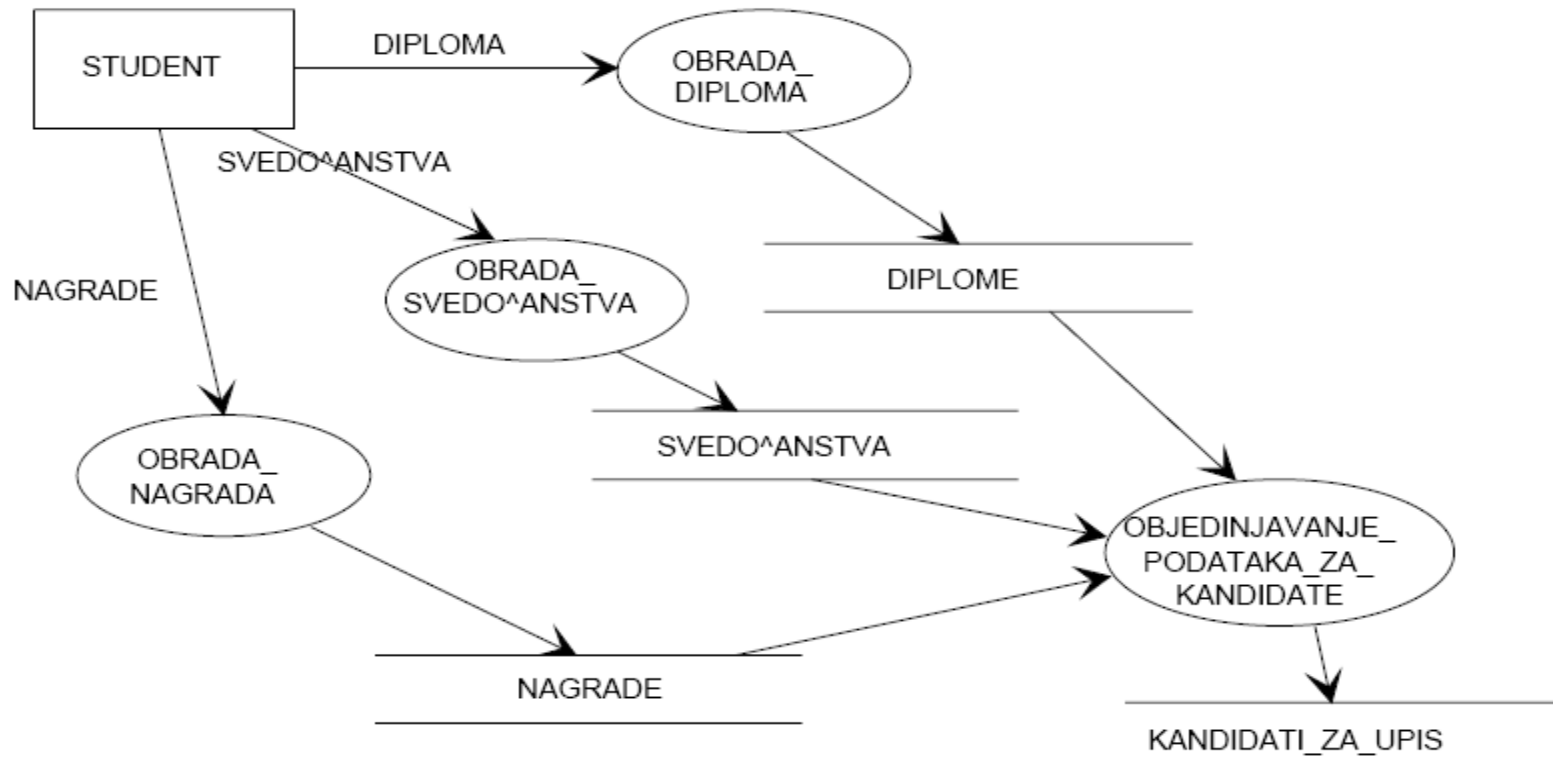 STUDENT
DIPLOMA
OBRADA_
DIPLOMA
SVEDO^ANSTVA
NAGRADE
OBRADA_
SVEDO^ANSTVA
DIPLOME
SVEDO^ANSTVA
OBRADA_
NAGRADA
OBJEDINJAVANJE_
PODATAKA_ZA_
KANDIDATE
NAGRADE
KANDIDATI_ZA_UPIS